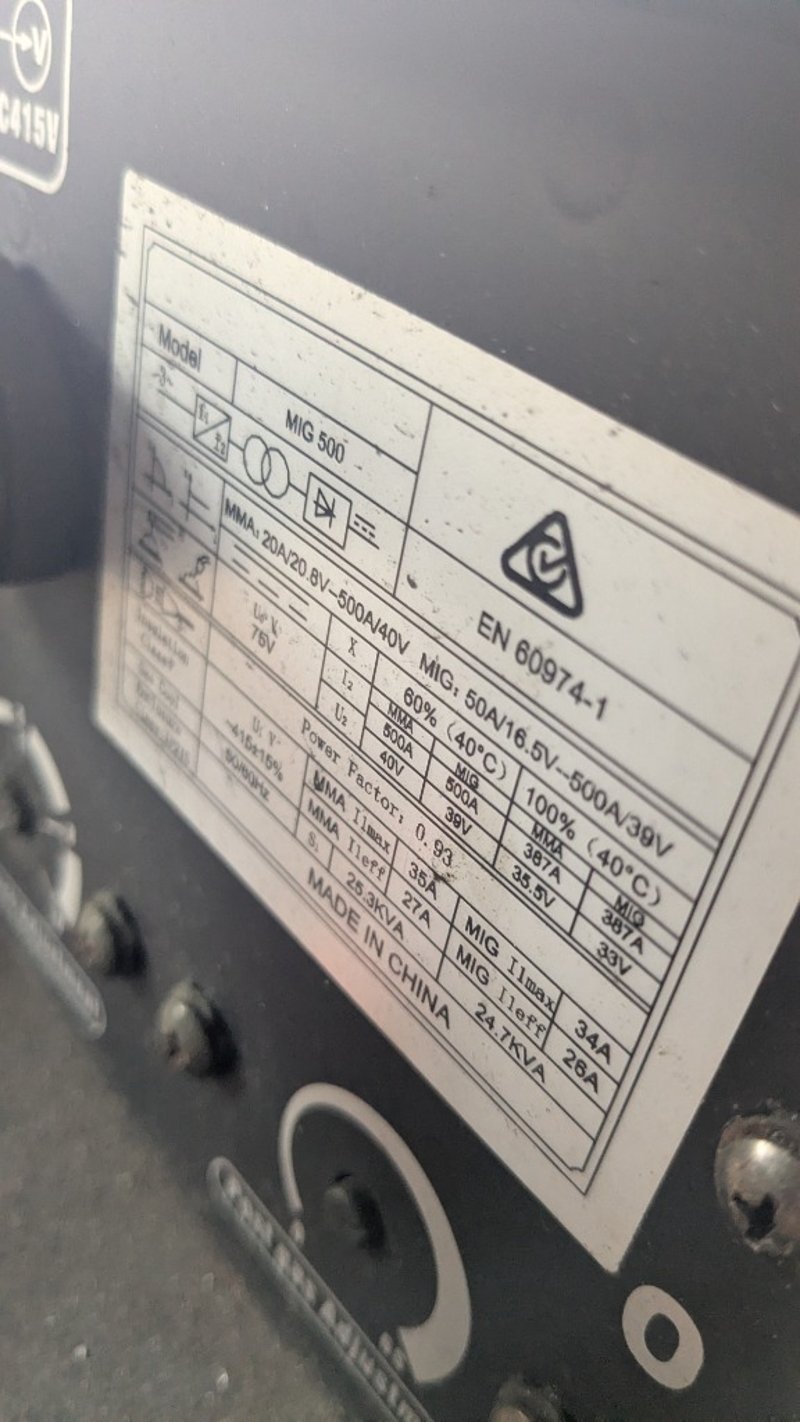 C415V
Model
MIG 500
EN 60974-1
MMA: 20A/20.8V-500A/40V MIG: 50A/16.5V-500A/39V
X 60% (40°C) 100% (40°C)
U₀ V
75V
I₂ MMA 500A MIG 500A MMA 387A MIG 387A
U₂ 40V 39V 35.5V 33V
Insulation
Class
Power Factor: 0.93
U₁ V
~415±15%
50/60HZ
MMA I1max 35A MIG I1max 34A
MMA I1eff 27A MIG I1eff 26A
S₁ 25.3KVA 24.7KVA
MADE IN CHINA